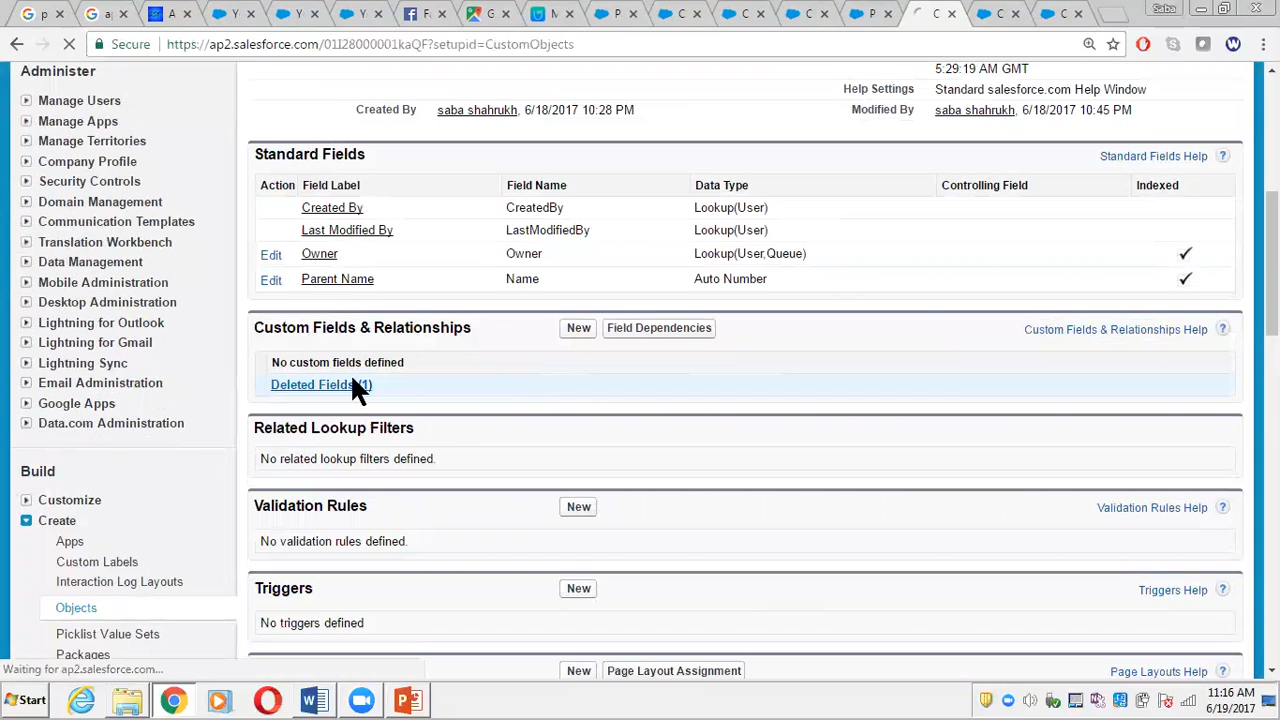 p
a
A
Y
Y
Y
F
G
M
P
C
C
C
P
C
C
C
Saba
Secure https://ap2.salesforce.com/01I28000001kaQF?setupid=CustomObjects
Administer
Manage Users
Manage Apps
Manage Territories
Company Profile
Security Controls
Domain Management
Communication Templates
Translation Workbench
Data Management
Mobile Administration
Desktop Administration
Lightning for Outlook
Lightning for Gmail
Lightning Sync
Email Administration
Google Apps
Data.com Administration
Build
Customize
Create
Apps
Custom Labels
Interaction Log Layouts
Objects
Picklist Value Sets
Packages
5:29:19 AM GMT
Help Settings Standard salesforce.com Help Window
Created By saba shahrukh, 6/18/2017 10:28 PM Modified By saba shahrukh, 6/18/2017 10:45 PM
Standard Fields Standard Fields Help ?
Action Field Label Field Name Data Type Controlling Field Indexed
Created By CreatedBy Lookup(User)
Last Modified By LastModifiedBy Lookup(User)
Edit Owner Owner Lookup(User,Queue)
Edit Parent Name Name Auto Number
Custom Fields & Relationships New Field Dependencies Custom Fields & Relationships Help ?
No custom fields defined
Deleted Fields (1)
Related Lookup Filters
No related lookup filters defined.
Validation Rules New Validation Rules Help ?
No validation rules defined.
Triggers New Triggers Help ?
No triggers defined
New Page Layout Assignment Page Layouts Help ?
Waiting for ap2.salesforce.com...
Start
11:16 AM
6/19/2017